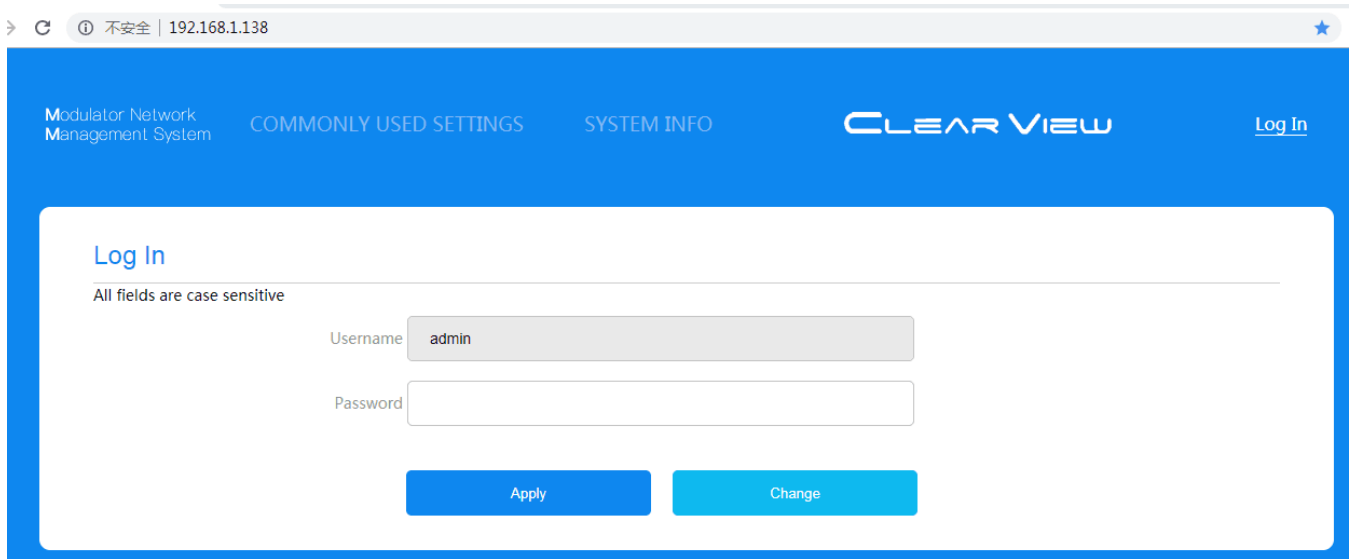 不安全 | 192.168.1.138
Modulator Network
Management System
COMMONLY USED SETTINGS
SYSTEM INFO
CLEAR VIEW
Log In
Log In
All fields are case sensitive
Username admin
Password
Apply
Change